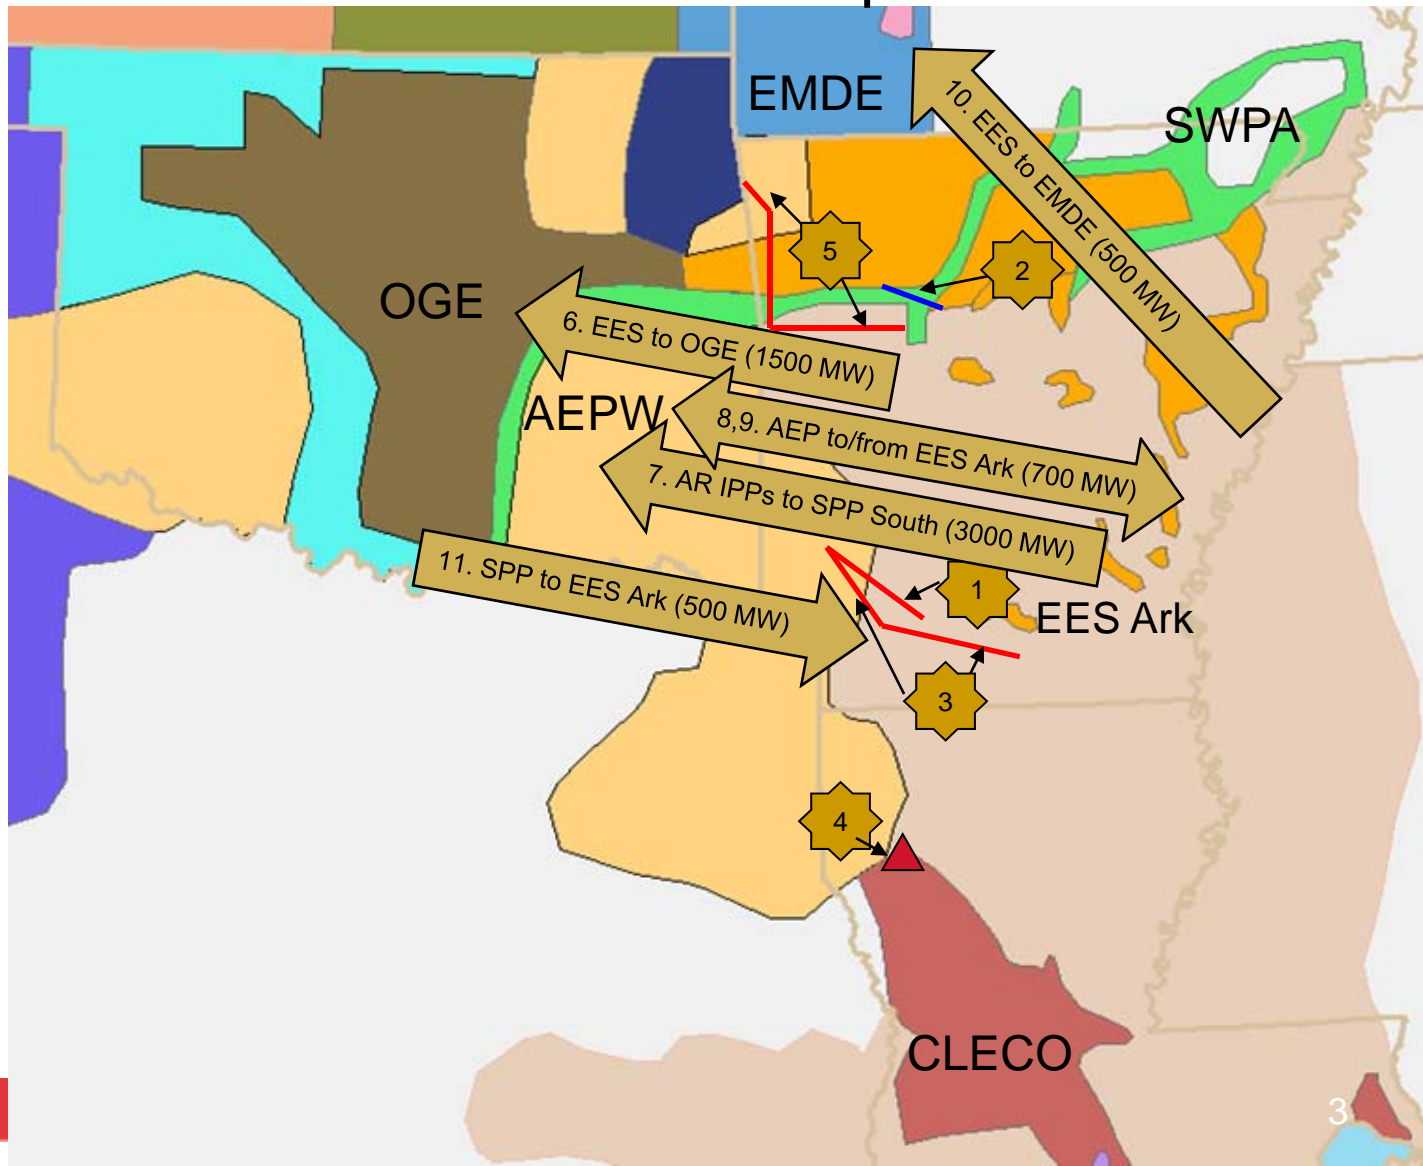 EMDE
SWPA
10. EES to EMDE (500 MW)
5
2
OGE
6. EES to OGE (1500 MW)
AEPW
8,9. AEP to/from EES Ark (700 MW)
7. AR IPPs to SPP South (3000 MW)
11. SPP to EES Ark (500 MW)
1
EES Ark
3
4
CLECO
3